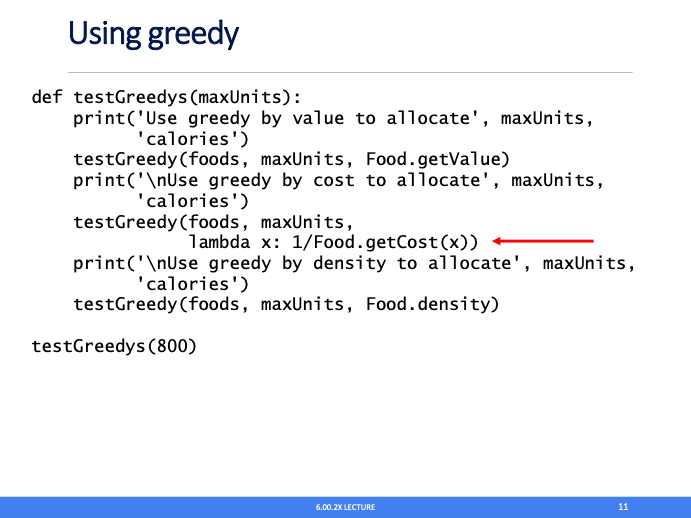 Using greedy
def testGreedys(maxUnits):
    print('Use greedy by value to allocate', maxUnits,
          'calories')
    testGreedy(foods, maxUnits, Food.getValue)
    print('\nUse greedy by cost to allocate', maxUnits,
          'calories')
    testGreedy(foods, maxUnits,
               lambda x: 1/Food.getCost(x))
    print('\nUse greedy by density to allocate', maxUnits,
          'calories')
    testGreedy(foods, maxUnits, Food.density)
testGreedys(800)
6.00.2X LECTURE
11